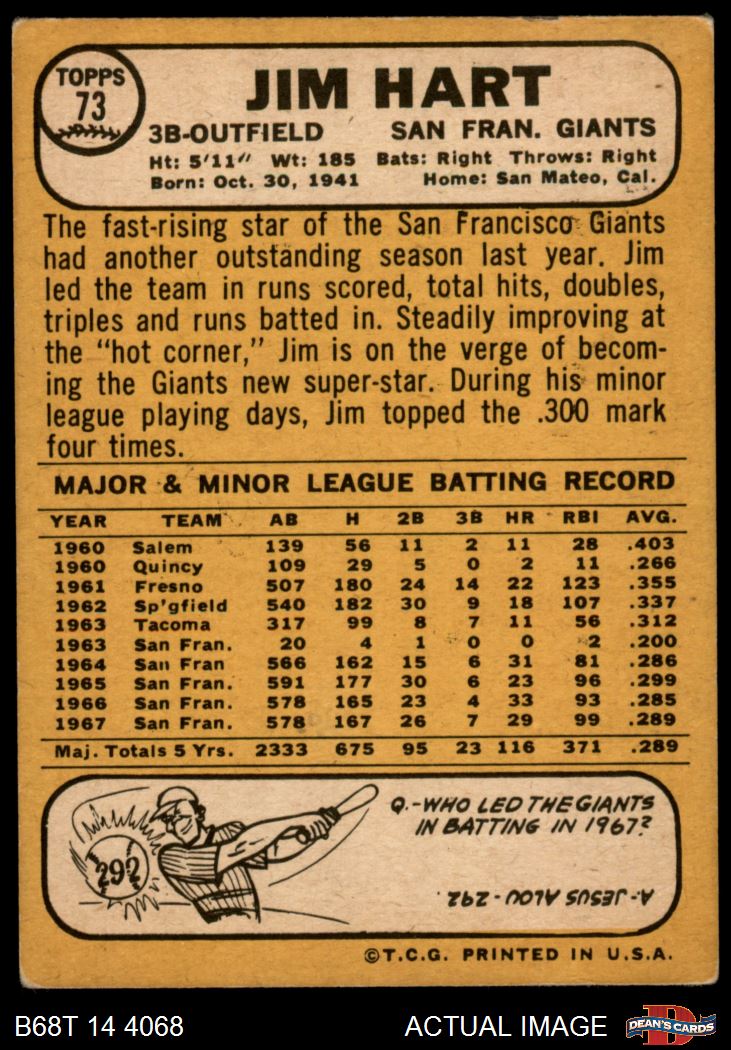 TOPPS
73
JIM HART
3B-OUTFIELD SAN FRAN. GIANTS
Ht: 5'11" Wt: 185 Bats: Right Throws: Right
Born: Oct. 30, 1941 Home: San Mateo, Cal.
The fast-rising star of the San Francisco Giants
had another outstanding season last year. Jim
led the team in runs scored, total hits, doubles,
triples and runs batted in. Steadily improving at
the "hot corner," Jim is on the verge of becom-
ing the Giants new super-star. During his minor
league playing days, Jim topped the .300 mark
four times.
MAJOR & MINOR LEAGUE BATTING RECORD
YEAR TEAM AB H 2B 3B HR RBI AVG.
1960 Salem 139 56 11 2 11 28 .403
1960 Quincy 109 29 5 0 2 11 .266
1961 Fresno 507 180 24 14 22 123 .355
1962 Sp'gfield 540 182 30 9 18 107 .337
1963 Tacoma 317 99 8 7 11 56 .312
1963 San Fran. 20 4 1 0 0 2 .200
1964 San Fran 566 162 15 6 31 81 .286
1965 San Fran. 591 177 30 6 23 96 .299
1966 San Fran. 578 165 23 4 33 93 .285
1967 San Fran. 578 167 26 7 29 99 .289
Maj. Totals 5 Yrs. 2333 675 95 23 116 371 .289
292
Q.-WHO LED THE GIANTS
IN BATTING IN 1967?
A- JESUS ALOU - 292.
©T.C.G. PRINTED IN U.S.A.
B68T 14 4068 ACTUAL IMAGE DEAN'S CARDS